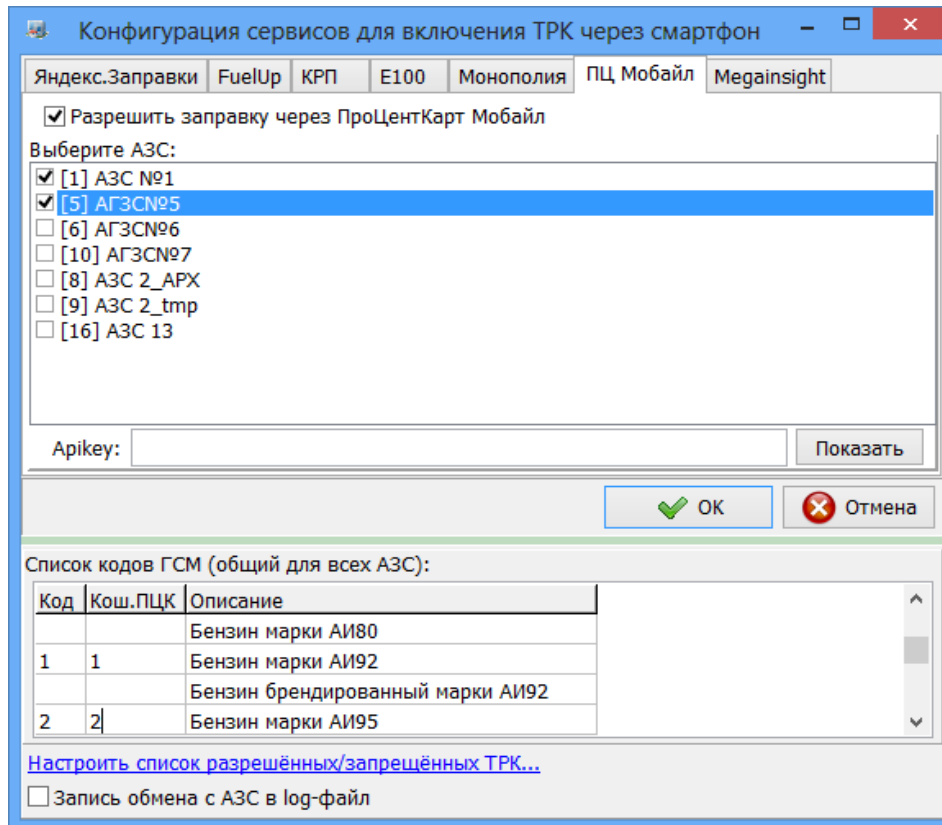 Конфигурация сервисов для включения ТРК через смартфон
Яндекс.Заправки FuelUp КРП E100 Монополия ПЦ Мобайл Megainsight
Разрешить заправку через ПроЦентКарт Мобайл
Выберите АЗС:
[1] АЗС №1
[5] АГЗС№5
[6] АГЗС№6
[10] АГЗС№7
[8] АЗС 2_АРХ
[9] АЗС 2_tmp
[16] АЗС 13
Apikey: Показать
OK Отмена
Список кодов ГСМ (общий для всех АЗС):
Код Кош.ПЦК Описание
Бензин марки АИ80
1 1 Бензин марки АИ92
Бензин брендированный марки АИ92
2 2 Бензин марки АИ95
Настроить список разрешённых/запрещённых ТРК...
Запись обмена с АЗС в log-файл